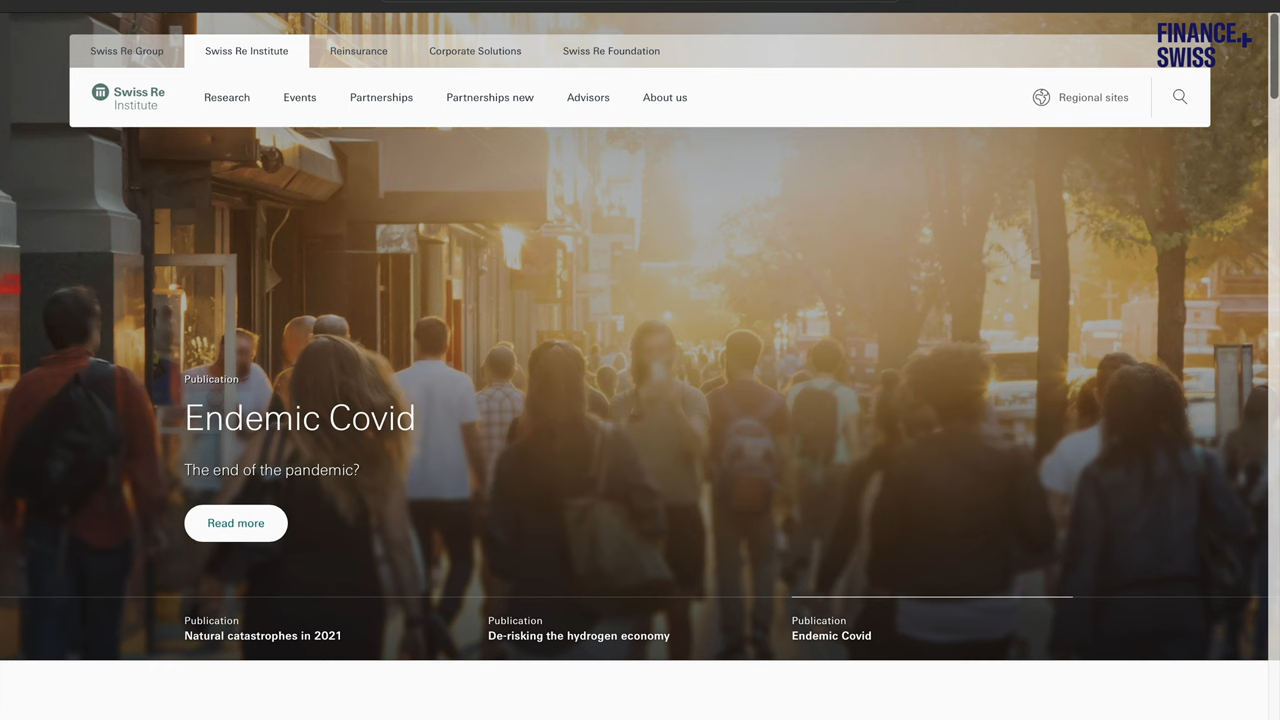 FINANCE.+
SWISS
Swiss Re Group
Swiss Re Institute
Reinsurance
Corporate Solutions
Swiss Re Foundation
Swiss Re
Institute
Research
Events
Partnerships
Partnerships new
Advisors
About us
Regional sites
Publication
Endemic Covid
The end of the pandemic?
Read more
Publication
Natural catastrophes in 2021
Publication
De-risking the hydrogen economy
Publication
Endemic Covid